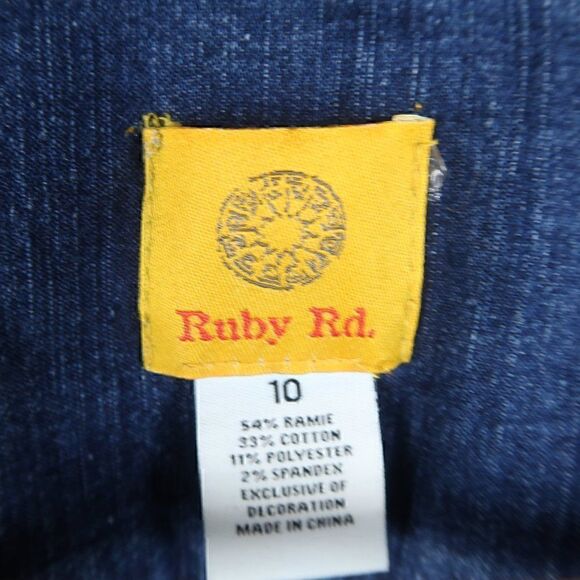 Ruby Rd.
10
54% RAMIE
33% COTTON
11% POLYESTER
2% SPANDEX
EXCLUSIVE OF
DECORATION
MADE IN CHINA